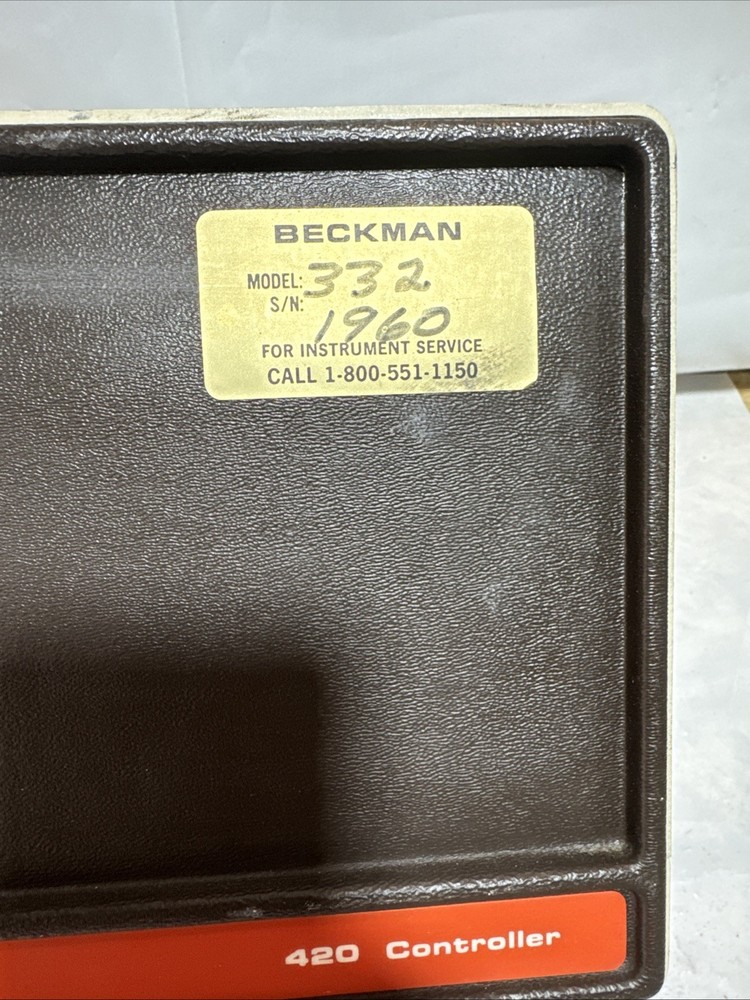 BECKMAN
MODEL: 332
S/N: 1960
FOR INSTRUMENT SERVICE
CALL 1-800-551-1150
420 Controller